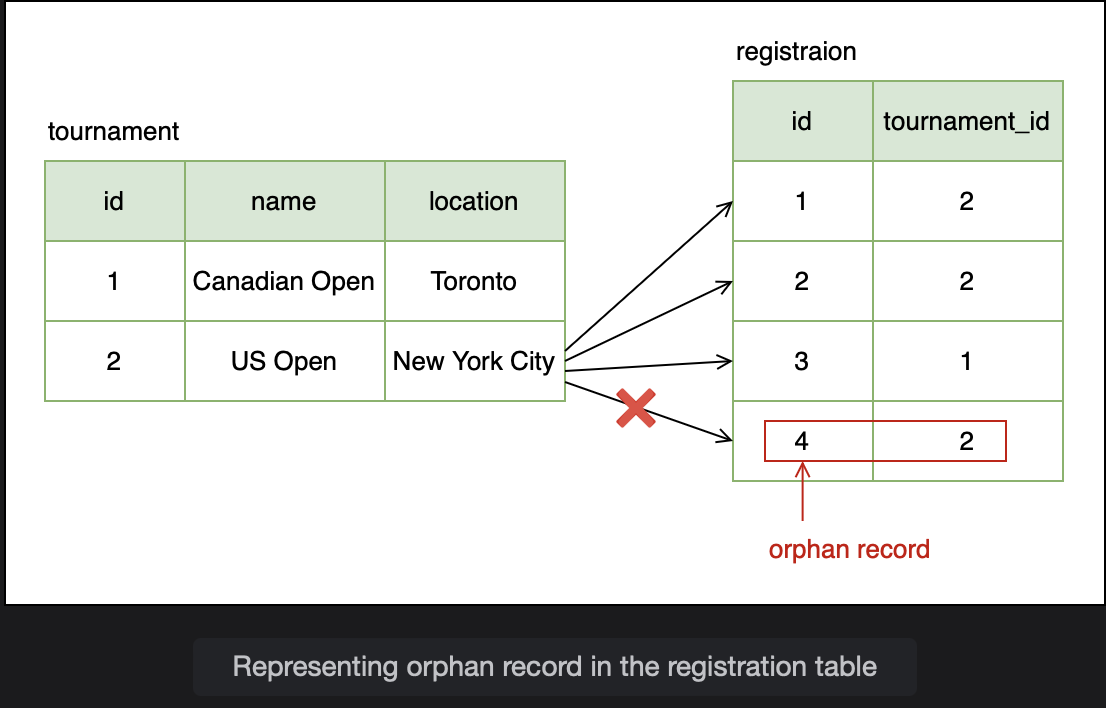 registraion
id tournament_id
1 2
2 2
3 1
4 2
orphan record
tournament
id name location
1 Canadian Open Toronto
2 US Open New York City
Representing orphan record in the registration table